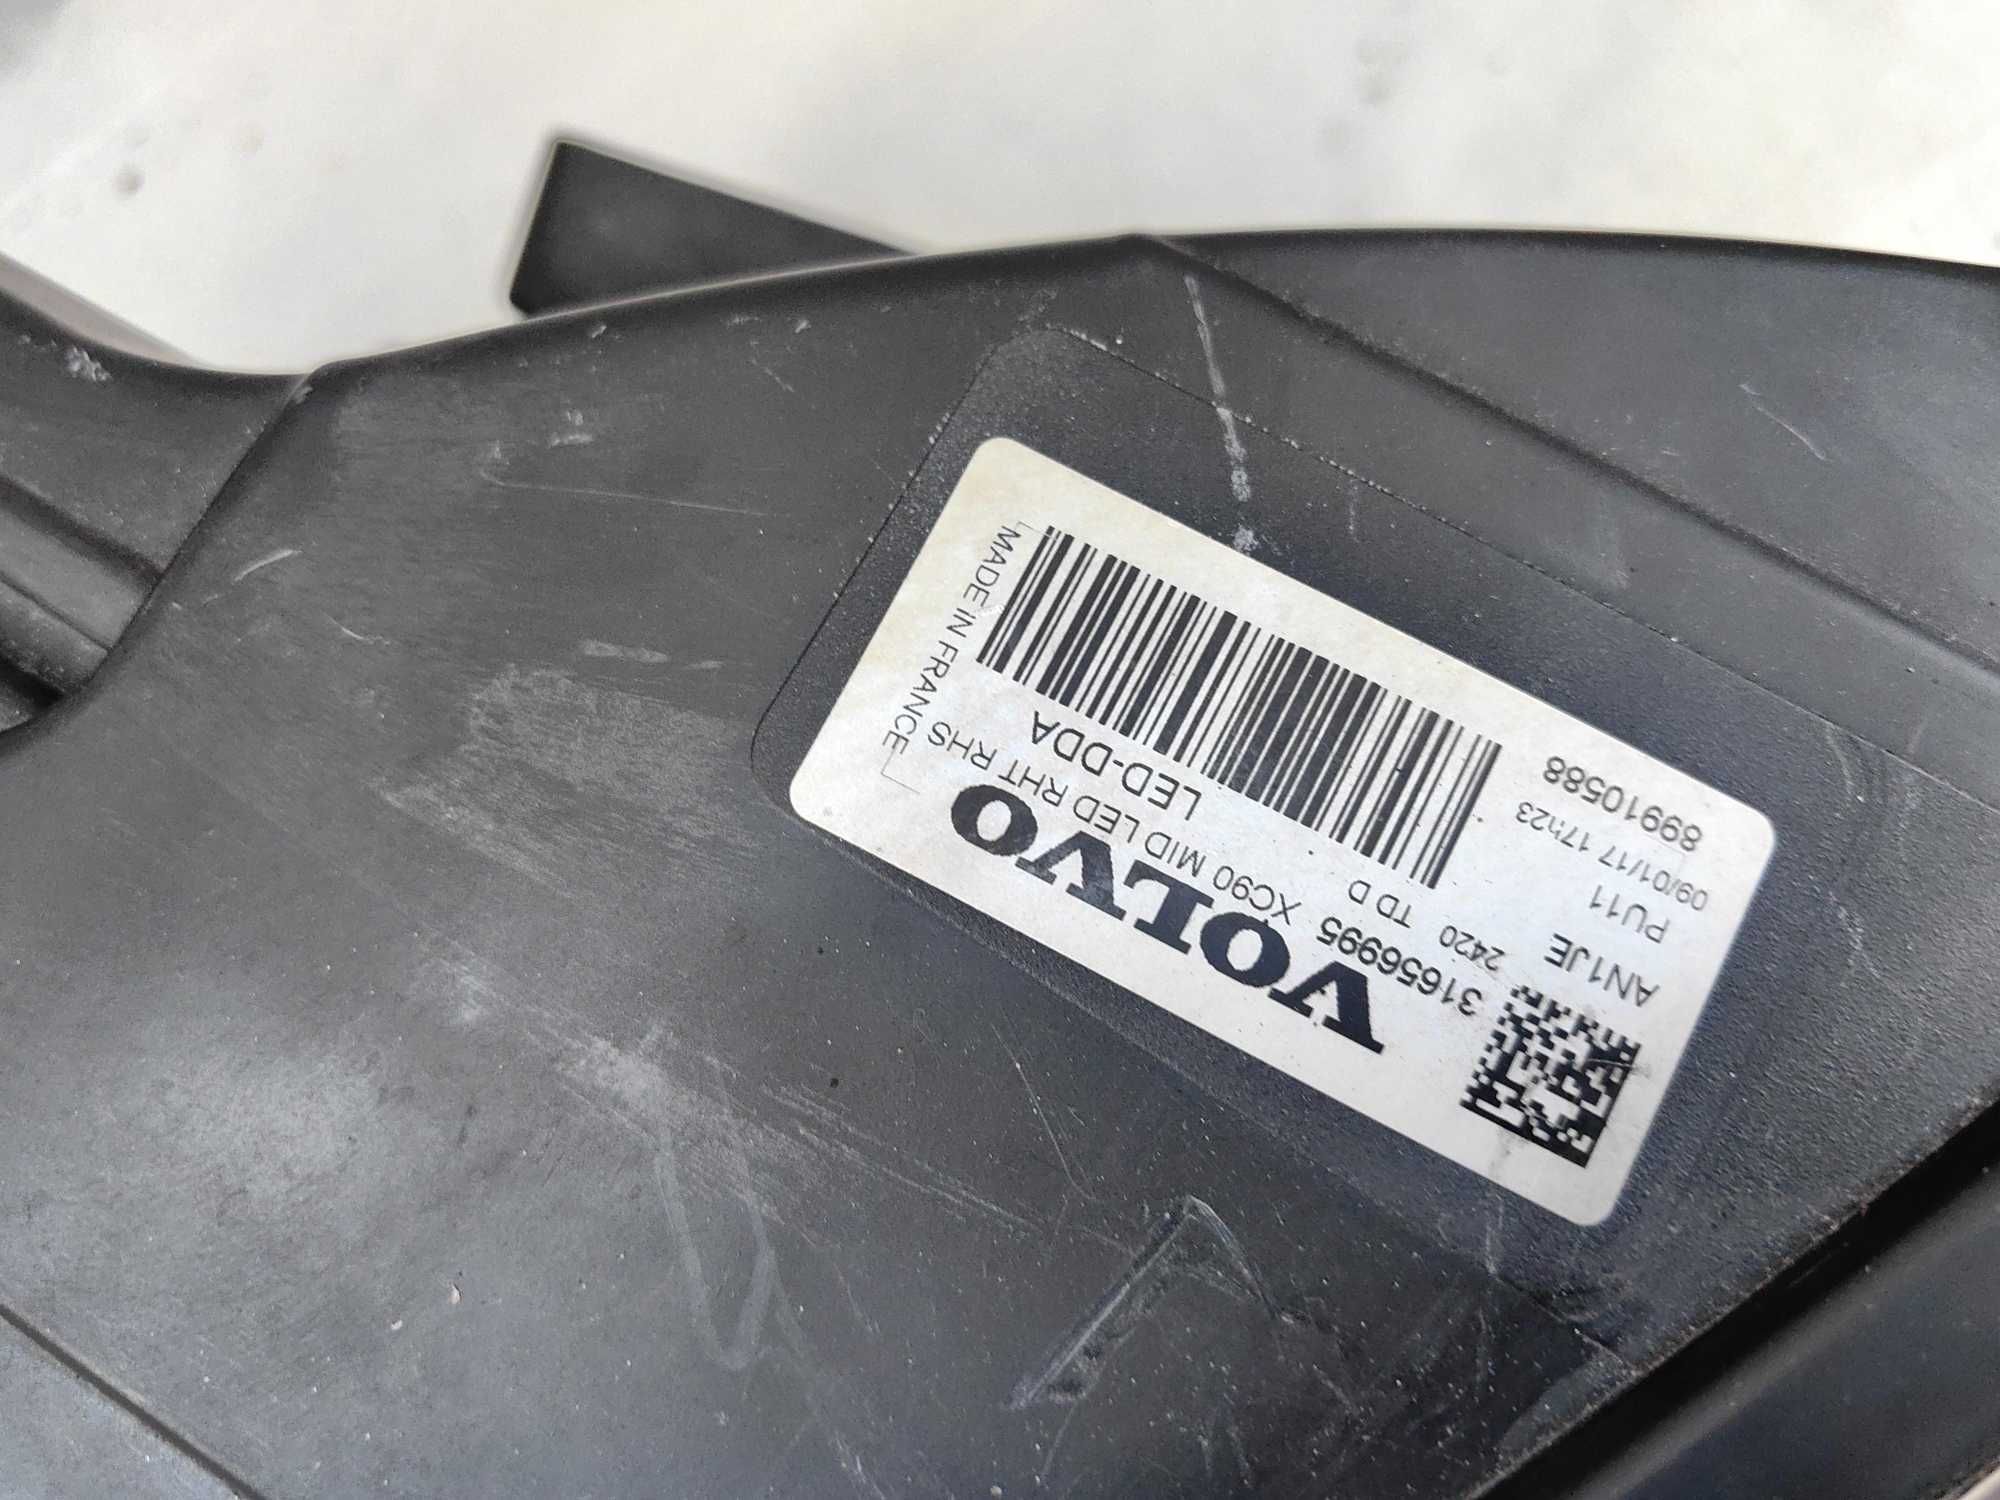 VOLVO
31656995 XC90 MID LED RHT RHS
2420 TD D LED-DDA
AN1JE
PU11
09/01/17 17h23
89910588
MADE iN FRANCE